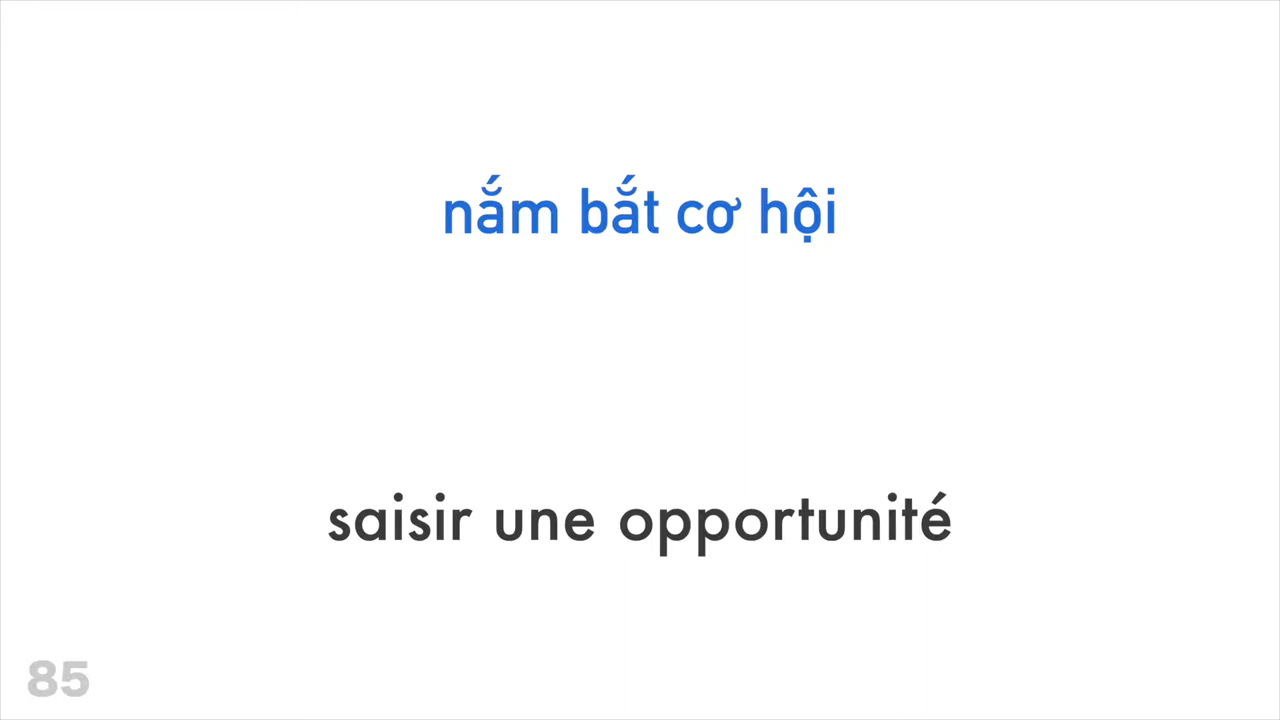 nắm bắt cơ hội
saisir une opportunité
85